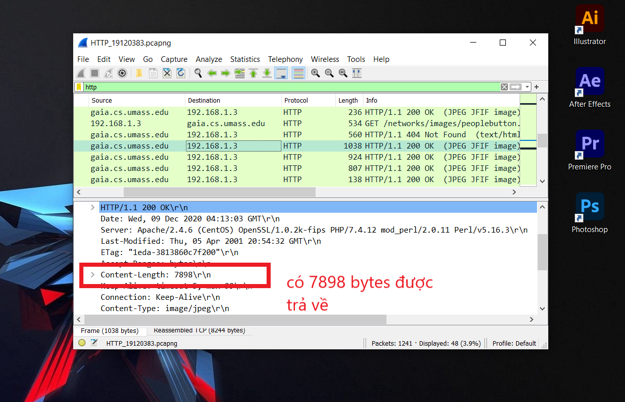 HTTP_19120383.pcapng
File Edit View Go Capture Analyze Statistics Telephony Wireless Tools Help
http
Source Destination Protocol Length Info
gaia.cs.umass.edu 192.168.1.3 HTTP 236 HTTP/1.1 200 OK (JPEG JFIF image)
192.168.1.3 gaia.cs.umass.edu HTTP 534 GET /networks/images/peoplebutton.
gaia.cs.umass.edu 192.168.1.3 HTTP 560 HTTP/1.1 404 Not Found (text/html
gaia.cs.umass.edu 192.168.1.3 HTTP 1038 HTTP/1.1 200 OK (JPEG JFIF image)
gaia.cs.umass.edu 192.168.1.3 HTTP 924 HTTP/1.1 200 OK (JPEG JFIF image)
gaia.cs.umass.edu 192.168.1.3 HTTP 807 HTTP/1.1 200 OK (JPEG JFIF image)
gaia.cs.umass.edu 192.168.1.3 HTTP 138 HTTP/1.1 200 OK (JPEG JFIF image)
HTTP/1.1 200 OK\r\n
Date: Wed, 09 Dec 2020 04:13:03 GMT\r\n
Server: Apache/2.4.6 (CentOS) OpenSSL/1.0.2k-fips PHP/7.4.12 mod_perl/2.0.11 Perl/v5.16.3\r\n
Last-Modified: Thu, 05 Apr 2001 20:54:32 GMT\r\n
ETag: "1eda-3813860c7f200"\r\n
Accept-Ranges: bytes\r\n
Content-Length: 7898\r\n
Connection: Keep-Alive\r\n
Content-Type: image/jpeg\r\n
có 7898 bytes được
trả về
Frame (1038 bytes) Reassembled TCP (8244 bytes)
HTTP_19120383.pcapng Packets: 1241 · Displayed: 48 (3.9%) Profile: Default
Ai
Illustrator
Ae
After Effects
Pr
Premiere Pro
Ps
Photoshop